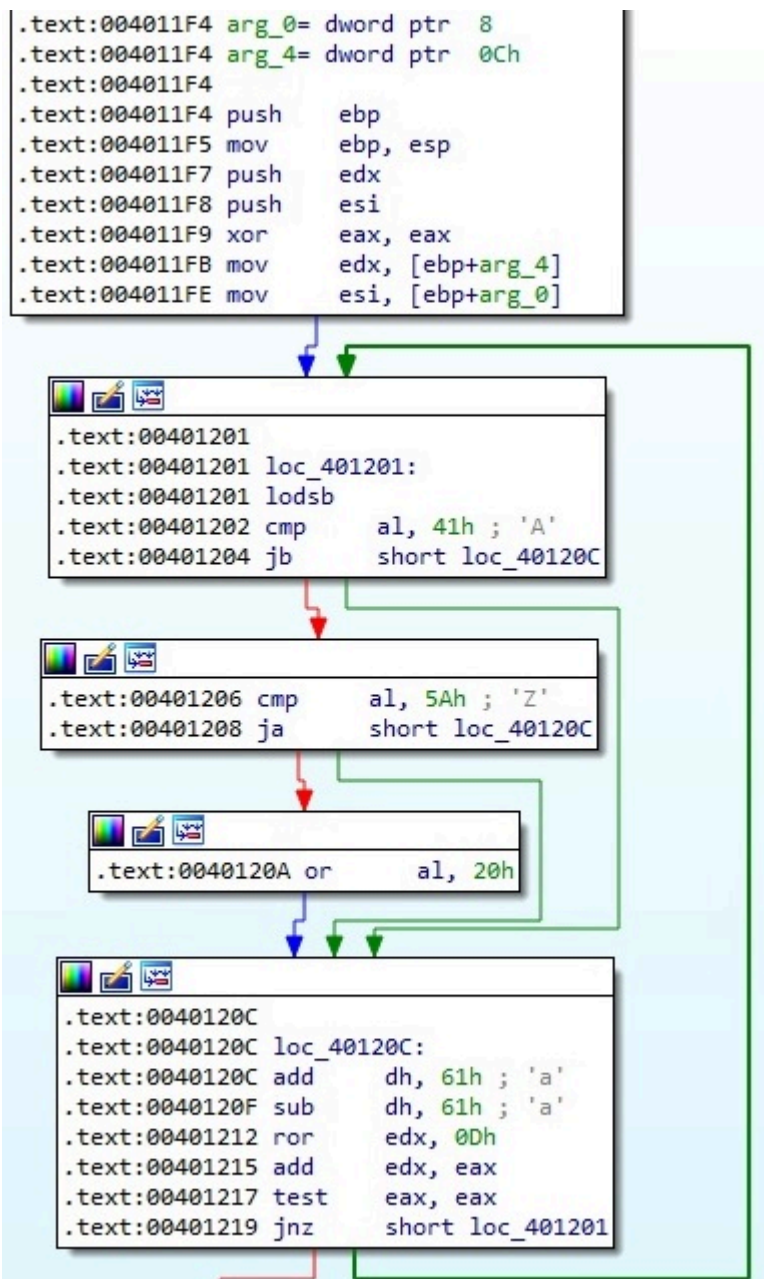 .text:004011F4 arg_0= dword ptr  8
.text:004011F4 arg_4= dword ptr  0Ch
.text:004011F4
.text:004011F4 push    ebp
.text:004011F5 mov     ebp, esp
.text:004011F7 push    edx
.text:004011F8 push    esi
.text:004011F9 xor     eax, eax
.text:004011FB mov     edx, [ebp+arg_4]
.text:004011FE mov     esi, [ebp+arg_0]
.text:00401201
.text:00401201 loc_401201:
.text:00401201 lodsb
.text:00401202 cmp     al, 41h ; 'A'
.text:00401204 jb      short loc_40120C
.text:00401206 cmp     al, 5Ah ; 'Z'
.text:00401208 ja      short loc_40120C
.text:0040120A or      al, 20h
.text:0040120C
.text:0040120C loc_40120C:
.text:0040120C add     dh, 61h ; 'a'
.text:0040120F sub     dh, 61h ; 'a'
.text:00401212 ror     edx, 0Dh
.text:00401215 add     edx, eax
.text:00401217 test    eax, eax
.text:00401219 jnz     short loc_401201